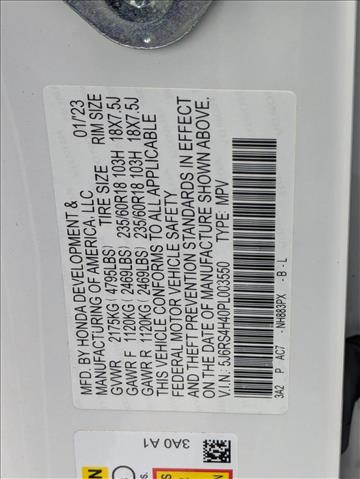 MFD. BY HONDA DEVELOPMENT & 01/'23
MANUFACTURING OF AMERICA, LLC
TIRE SIZE RIM SIZE
GVWR 2175KG ( 4795LBS)
GAWR F 1120KG ( 2469LBS) 235/60R18 103H 18X7.5J
GAWR R 1120KG ( 2469LBS) 235/60R18 103H 18X7.5J
THIS VEHICLE CONFORMS TO ALL APPLICABLE
FEDERAL MOTOR VEHICLE SAFETY
AND THEFT PREVENTION STANDARDS IN EFFECT
ON THE DATE OF MANUFACTURE SHOWN ABOVE.
V.I.N: 5J6RS4H40PL003550 TYPE: MPV
3A2 P AC7 - NH883PX - B - L
3A0 A1